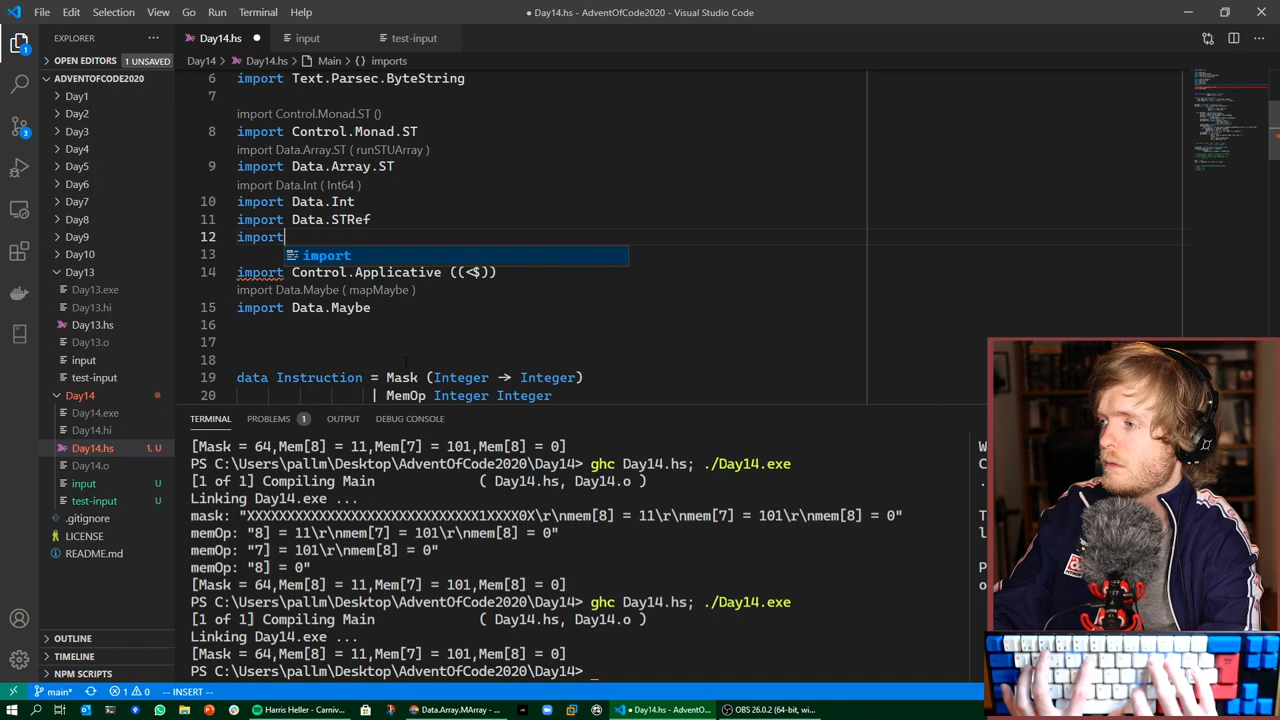 File Edit Selection View Go Run Terminal Help
● Day14.hs - AdventOfCode2020 - Visual Studio Code
EXPLORER ···
Day14.hs ●
input
test-input
OPEN EDITORS 1 UNSAVED
Day14 > Day14.hs > Main > {} imports
ADVENTOFCODE2020
Day1
Day2
Day3
Day4
Day5
Day6
Day7
Day8
Day9
Day10
Day13
Day13.exe
Day13.hi
Day13.hs
Day13.o
input
test-input
Day14
Day14.exe
Day14.hi
Day14.hs 1, U
Day14.o
input U
test-input U
.gitignore
LICENSE
README.md
OUTLINE
TIMELINE
NPM SCRIPTS
6 import Text.Parsec.ByteString
7
import Control.Monad.ST ()
8 import Control.Monad.ST
import Data.Array.ST ( runSTUArray )
9 import Data.Array.ST
import Data.Int ( Int64 )
10 import Data.Int
11 import Data.STRef
12 import
import
13
14 import Control.Applicative ((<$))
import Data.Maybe ( mapMaybe )
15 import Data.Maybe
16
17
18
19 data Instruction = Mask (Integer -> Integer)
20 | MemOp Integer Integer
TERMINAL PROBLEMS 1 OUTPUT DEBUG CONSOLE
[Mask = 64,Mem[8] = 11,Mem[7] = 101,Mem[8] = 0]
PS C:\Users\pallm\Desktop\AdventOfCode2020\Day14> ghc Day14.hs; ./Day14.exe
[1 of 1] Compiling Main ( Day14.hs, Day14.o )
Linking Day14.exe ...
mask: "XXXXXXXXXXXXXXXXXXXXXXXXXXXXX1XXXX0X\r\nmem[8] = 11\r\nmem[7] = 101\r\nmem[8] = 0"
memOp: "8] = 11\r\nmem[7] = 101\r\nmem[8] = 0"
memOp: "7] = 101\r\nmem[8] = 0"
memOp: "8] = 0"
[Mask = 64,Mem[8] = 11,Mem[7] = 101,Mem[8] = 0]
PS C:\Users\pallm\Desktop\AdventOfCode2020\Day14> ghc Day14.hs; ./Day14.exe
[1 of 1] Compiling Main ( Day14.hs, Day14.o )
Linking Day14.exe ...
[Mask = 64,Mem[8] = 11,Mem[7] = 101,Mem[8] = 0]
PS C:\Users\pallm\Desktop\AdventOfCode2020\Day14> _
main* 1 0 -- INSERT --
Harris Heller - Carniv...
Data.Array.MArray - ...
● Day14.hs - AdventO...
OBS 26.0.2 (64-bit, w...